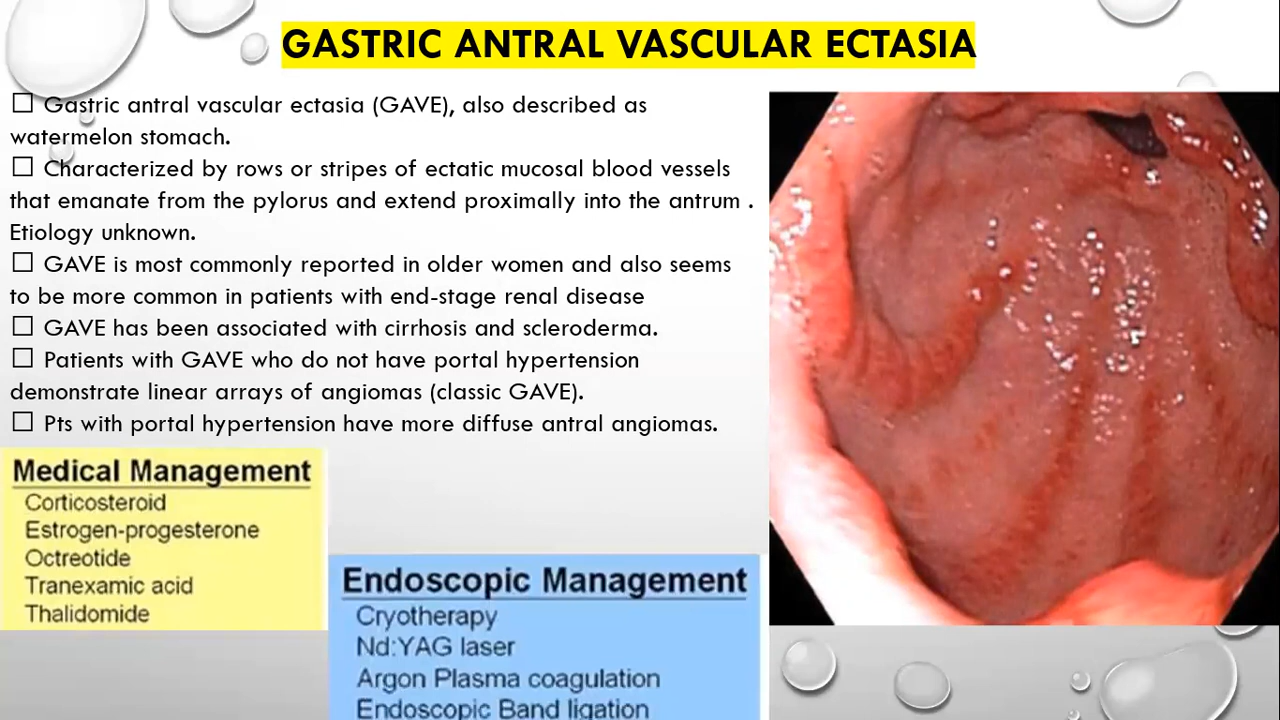 GASTRIC ANTRAL VASCULAR ECTASIA
☐ Gastric antral vascular ectasia (GAVE), also described as
watermelon stomach.
☐ Characterized by rows or stripes of ectatic mucosal blood vessels
that emanate from the pylorus and extend proximally into the antrum .
Etiology unknown.
☐ GAVE is most commonly reported in older women and also seems
to be more common in patients with end-stage renal disease
☐ GAVE has been associated with cirrhosis and scleroderma.
☐ Patients with GAVE who do not have portal hypertension
demonstrate linear arrays of angiomas (classic GAVE).
☐ Pts with portal hypertension have more diffuse antral angiomas.
Medical Management
Corticosteroid
Estrogen-progesterone
Octreotide
Tranexamic acid
Thalidomide
Endoscopic Management
Cryotherapy
Nd:YAG laser
Argon Plasma coagulation
Endoscopic Band ligation